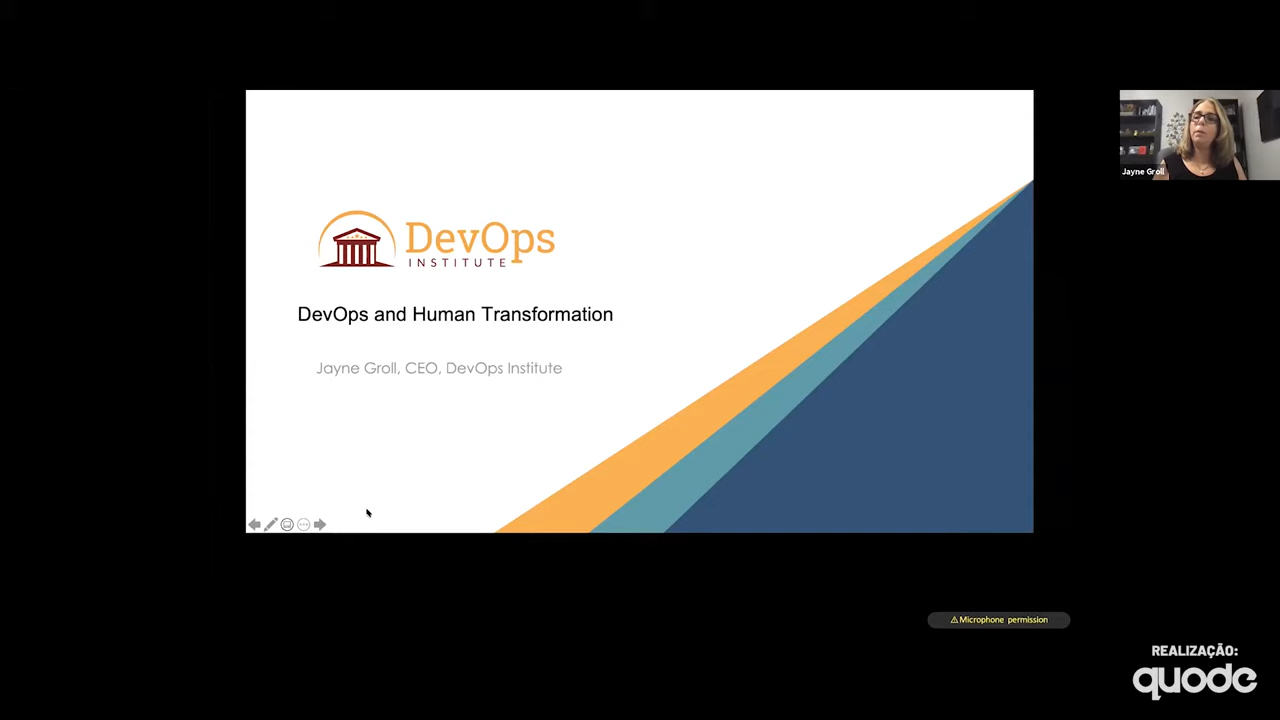 DevOps
INSTITUTE
DevOps and Human Transformation
Jayne Groll, CEO, DevOps Institute
Jayne Groll
⚠Microphone permission
REALIZAÇÃO:
quode